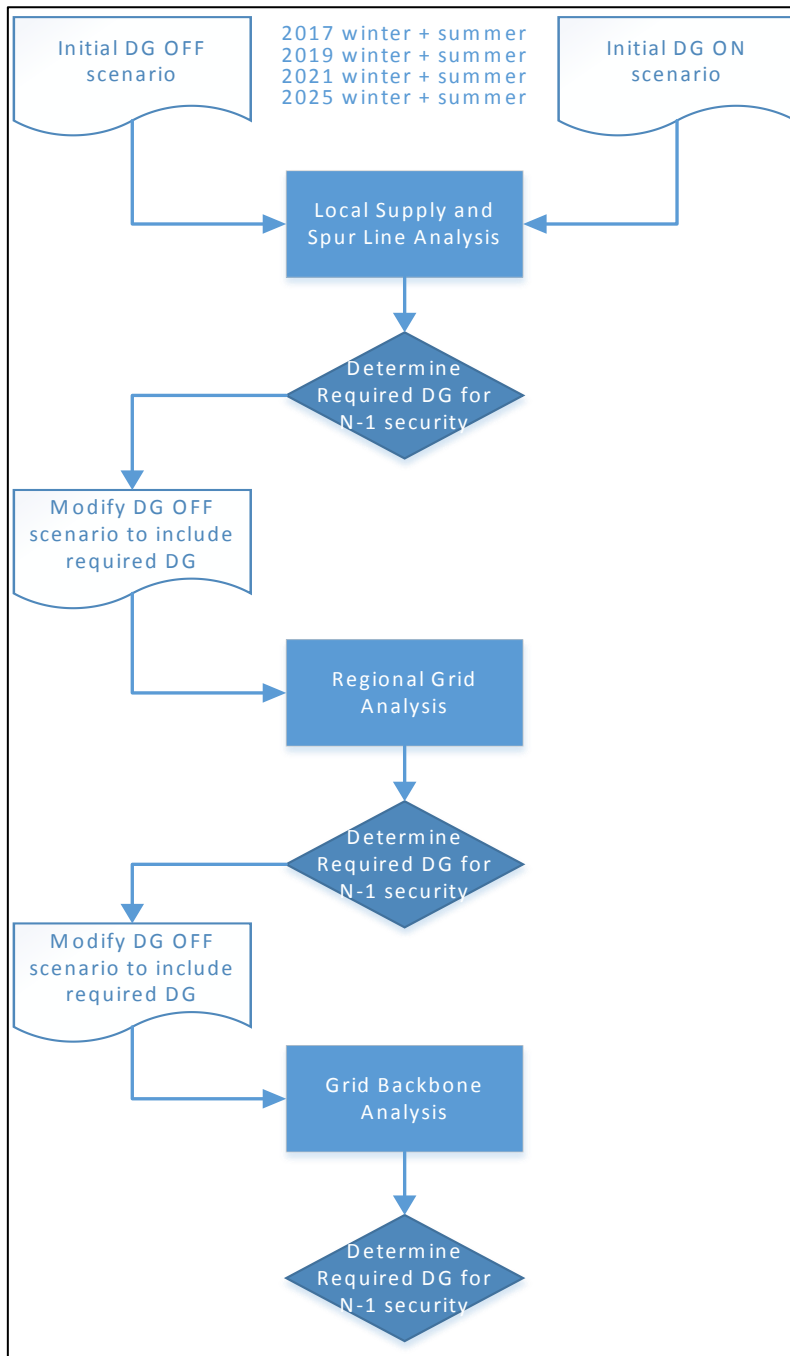 Initial DG OFF
scenario
2017 winter + summer
2019 winter + summer
2021 winter + summer
2025 winter + summer
Initial DG ON
scenario
Local Supply and
Spur Line Analysis
Determine
Required DG for
N-1 security
Modify DG OFF
scenario to include
required DG
Regional Grid
Analysis
Determine
Required DG for
N-1 security
Modify DG OFF
scenario to include
required DG
Grid Backbone
Analysis
Determine
Required DG for
N-1 security